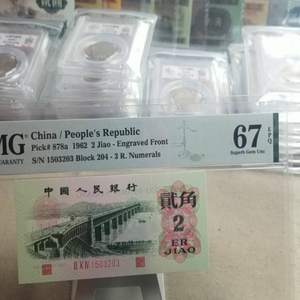 MG
GUARANTY
China / People's Republic
Pick# 878a 1962 2 Jiao - Engraved Front
S/N 1503203 Block 204 - 3 R. Numerals
67
EPQ
Superb Gem Unc
中國人民銀行
貳角
2
ER
JIAO
1503203